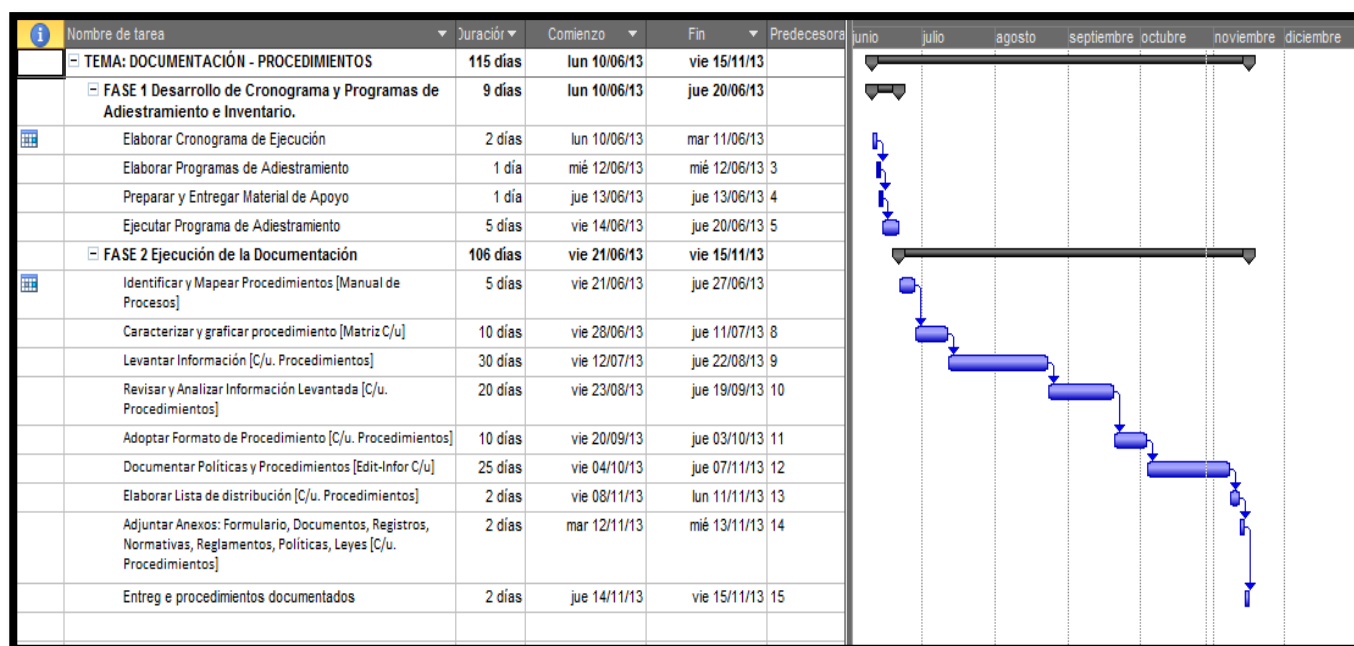 Nombre de tarea Duración Comienzo Fin Predecesora junio julio agosto septiembre octubre noviembre diciembre
TEMA: DOCUMENTACIÓN - PROCEDIMIENTOS 115 días lun 10/06/13 vie 15/11/13
FASE 1 Desarrollo de Cronograma y Programas de 9 días lun 10/06/13 jue 20/06/13
Adiestramiento e Inventario.
Elaborar Cronograma de Ejecución 2 días lun 10/06/13 mar 11/06/13
Elaborar Programas de Adiestramiento 1 día mié 12/06/13 mié 12/06/13 3
Preparar y Entregar Material de Apoyo 1 día jue 13/06/13 jue 13/06/13 4
Ejecutar Programa de Adiestramiento 5 días vie 14/06/13 jue 20/06/13 5
FASE 2 Ejecución de la Documentación 106 días vie 21/06/13 vie 15/11/13
Identificar y Mapear Procedimientos [Manual de 5 días vie 21/06/13 jue 27/06/13
Procesos]
Caracterizar y graficar procedimiento [Matriz C/u] 10 días vie 28/06/13 jue 11/07/13 8
Levantar Información [C/u. Procedimientos] 30 días vie 12/07/13 jue 22/08/13 9
Revisar y Analizar Información Levantada [C/u. 20 días vie 23/08/13 jue 19/09/13 10
Procedimientos]
Adoptar Formato de Procedimiento [C/u. Procedimientos] 10 días vie 20/09/13 jue 03/10/13 11
Documentar Políticas y Procedimientos [Edit-Infor C/u] 25 días vie 04/10/13 jue 07/11/13 12
Elaborar Lista de distribución [C/u. Procedimientos] 2 días vie 08/11/13 lun 11/11/13 13
Adjuntar Anexos: Formulario, Documentos, Registros, 2 días mar 12/11/13 mié 13/11/13 14
Normativas, Reglamentos, Políticas, Leyes [C/u.
Procedimientos]
Entreg e procedimientos documentados 2 días jue 14/11/13 vie 15/11/13 15